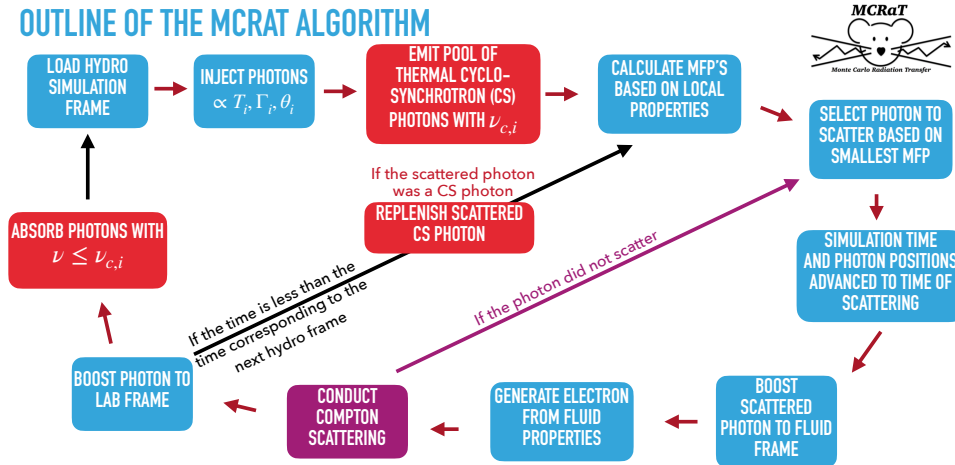 OUTLINE OF THE MCRAT ALGORITHM
MCRaT
Monte Carlo Radiation Transfer
LOAD HYDRO
SIMULATION
FRAME
INJECT PHOTONS
∝ T_i, Γ_i, θ_i
EMIT POOL OF
THERMAL CYCLO-
SYNCHROTRON (CS)
PHOTONS WITH ν_{c,i}
CALCULATE MFP'S
BASED ON LOCAL
PROPERTIES
SELECT PHOTON TO
SCATTER BASED ON
SMALLEST MFP
SIMULATION TIME
AND PHOTON POSITIONS
ADVANCED TO TIME OF
SCATTERING
BOOST
SCATTERED
PHOTON TO FLUID
FRAME
GENERATE ELECTRON
FROM FLUID
PROPERTIES
CONDUCT
COMPTON
SCATTERING
If the photon did not scatter
BOOST PHOTON TO
LAB FRAME
If the time is less than the
time corresponding to the
next hydro frame
If the scattered photon
was a CS photon
REPLENISH SCATTERED
CS PHOTON
ABSORB PHOTONS WITH
ν ≤ ν_{c,i}